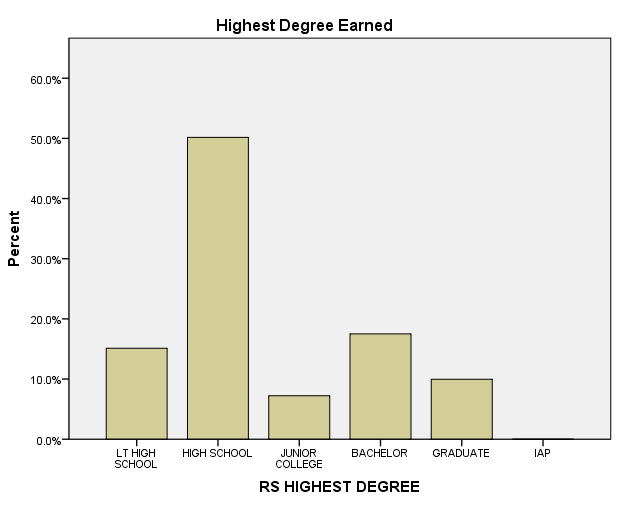 Highest Degree Earned
60.0%
50.0%
40.0%
30.0%
20.0%
10.0%
0.0%
Percent
LT HIGH
SCHOOL
HIGH SCHOOL
JUNIOR
COLLEGE
BACHELOR
GRADUATE
IAP
RS HIGHEST DEGREE